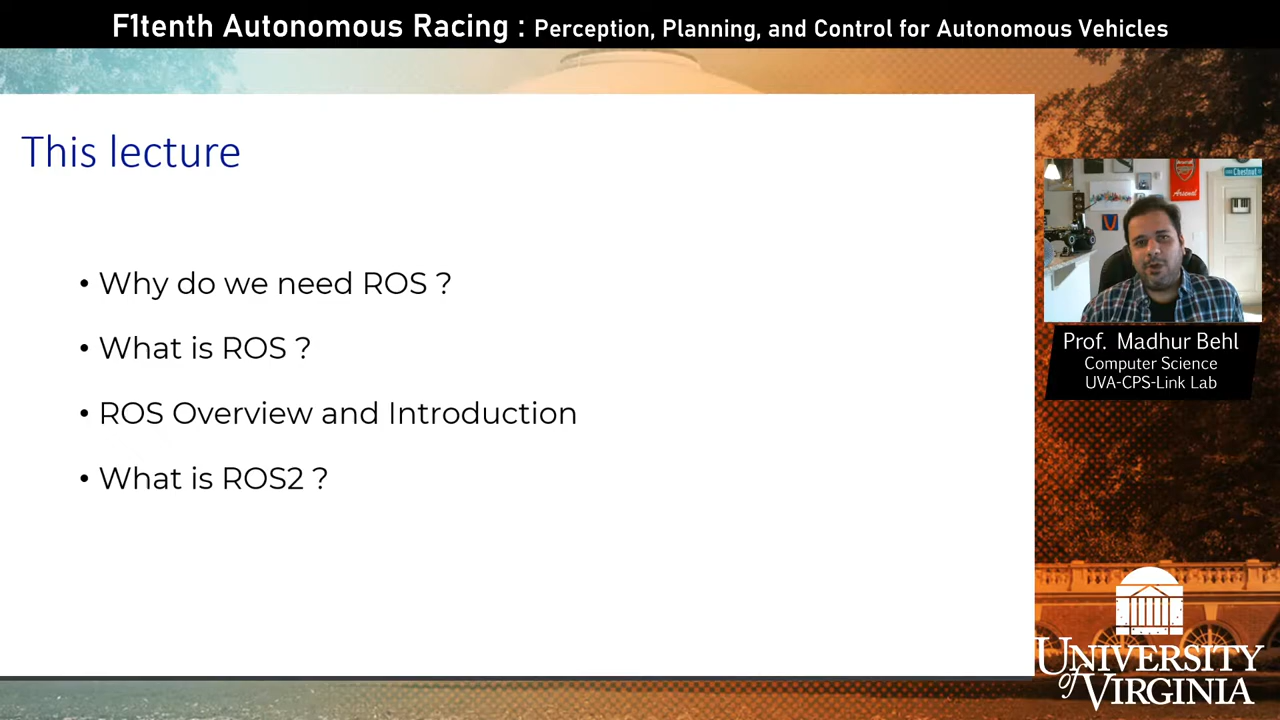 F1tenth Autonomous Racing : Perception, Planning, and Control for Autonomous Vehicles
This lecture
• Why do we need ROS ?
• What is ROS ?
• ROS Overview and Introduction
• What is ROS2 ?
Arsenal
Chestnut
Prof. Madhur Behl
Computer Science
UVA-CPS-Link Lab
UNIVERSITY
of VIRGINIA